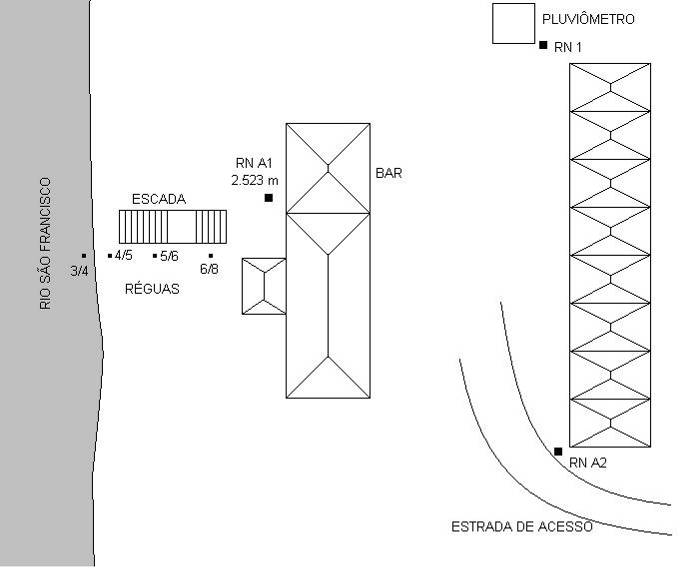 PLUVIÔMETRO
RN 1
RN A1
2.523 m
BAR
ESCADA
RIO SÃO FRANCISCO
3/4
4/5
5/6
6/8
RÉGUAS
RN A2
ESTRADA DE ACESSO